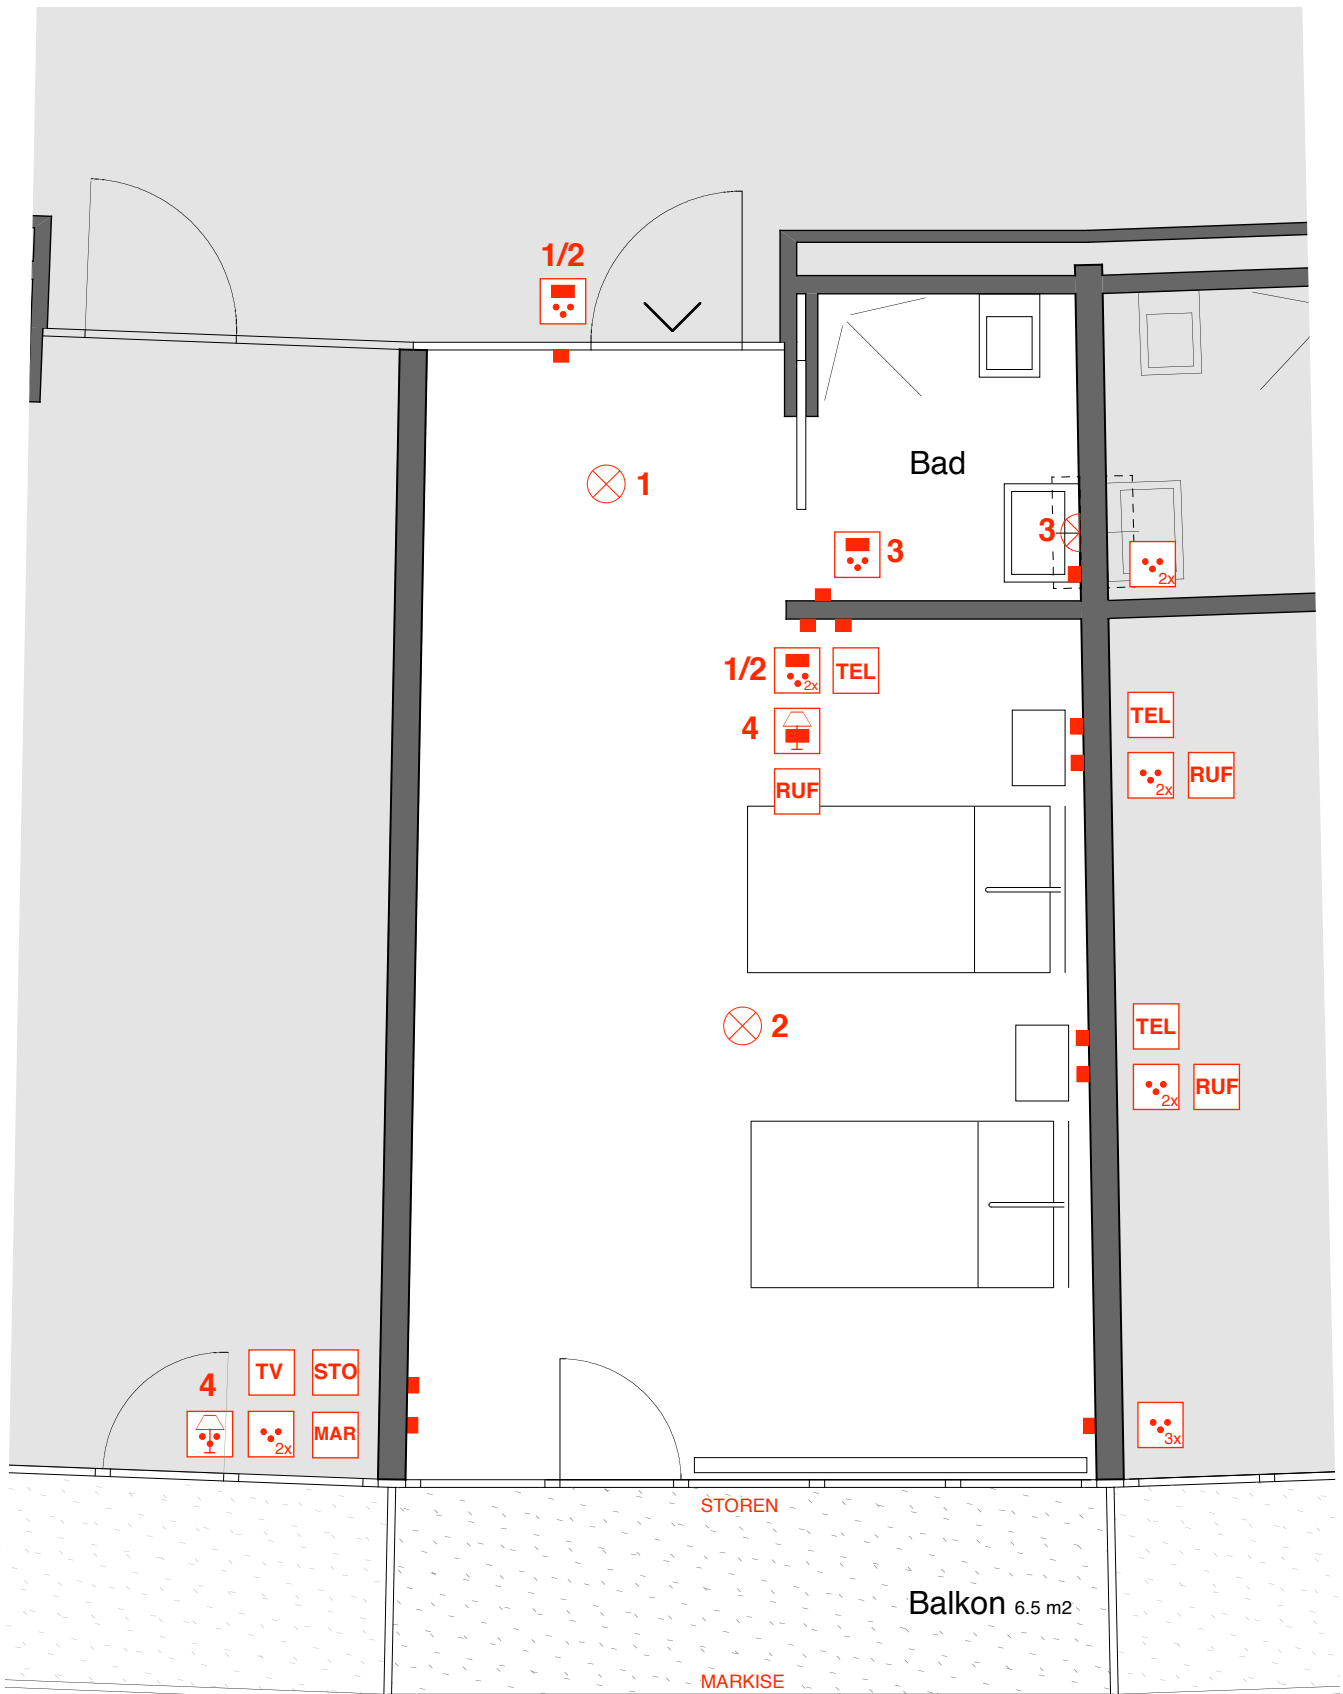 1/2
1
Bad
3
3
2x
1/2
2x
TEL
4
RUF
TEL
2x
RUF
2
TEL
2x
RUF
TV
STO
4
2x
MAR
3x
STOREN
Balkon 6.5 m2
MARKISE